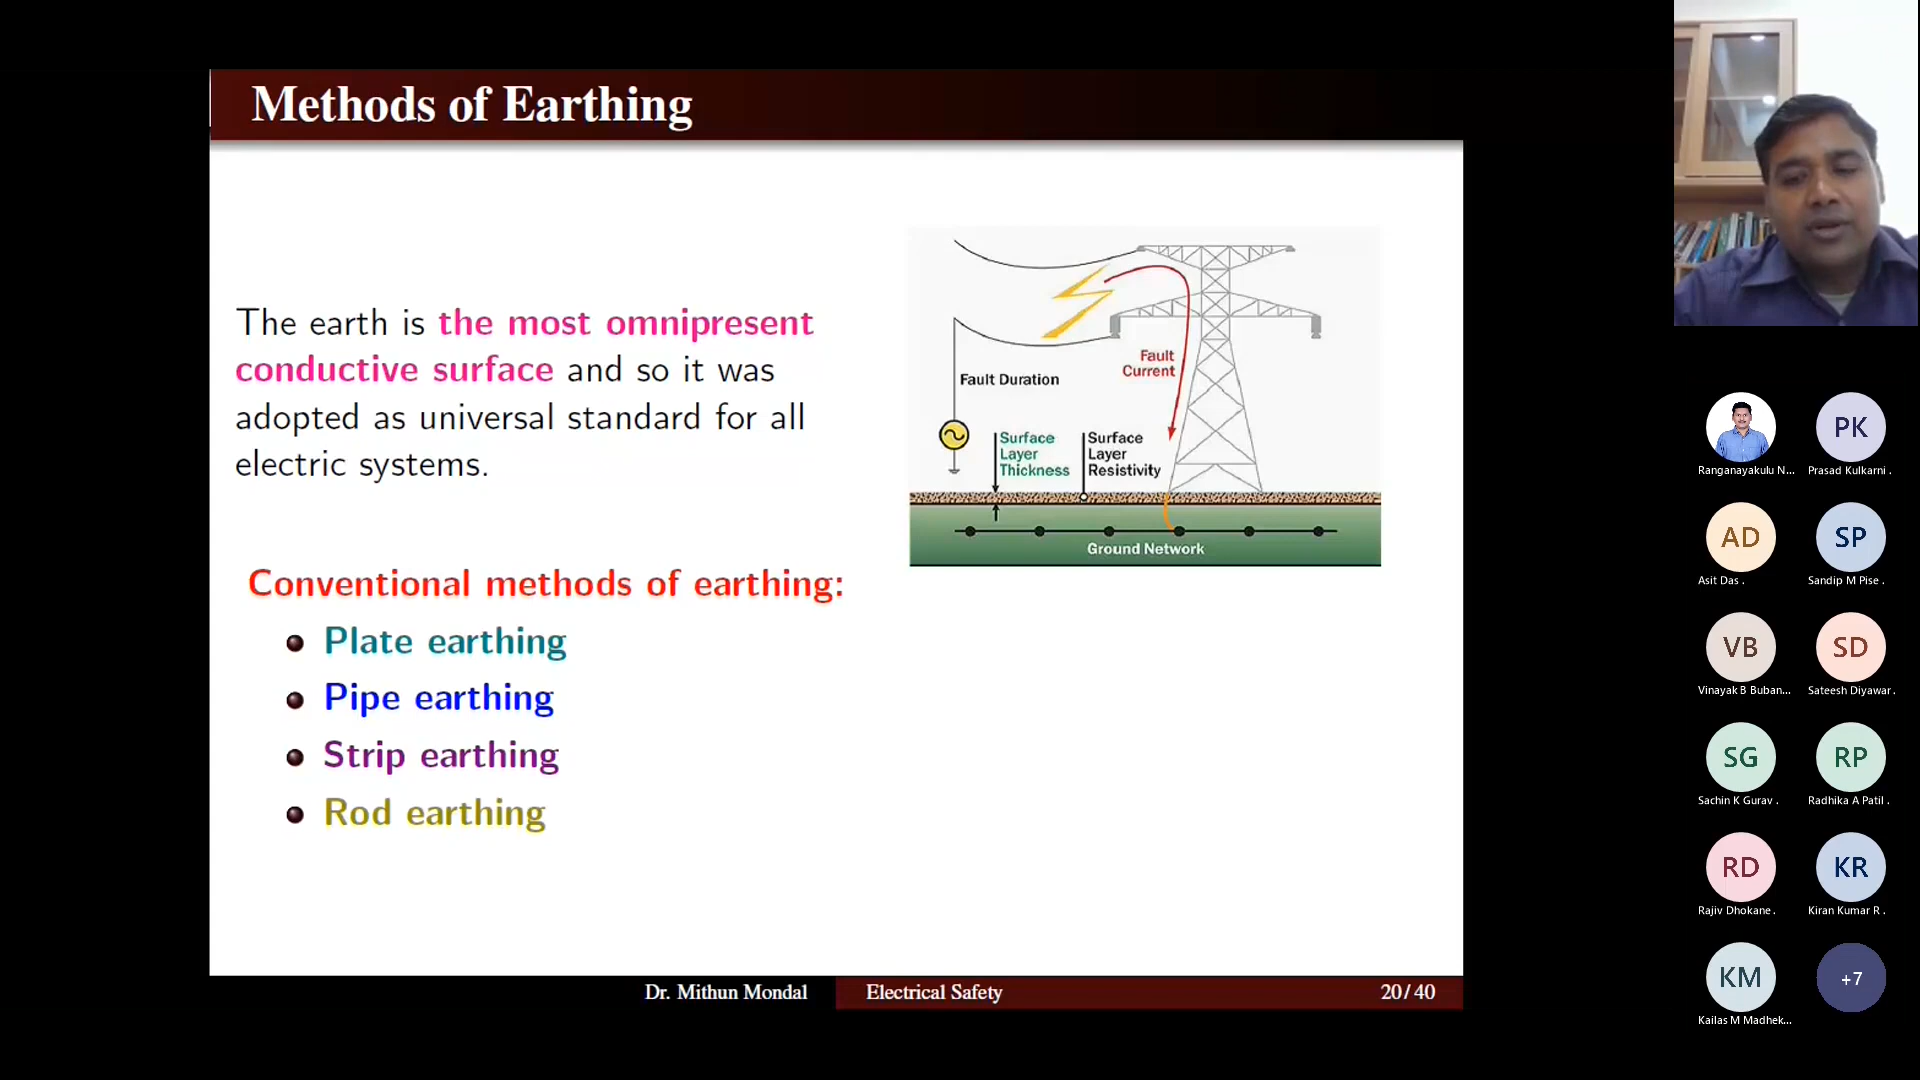 Methods of Earthing
The earth is the most omnipresent
conductive surface and so it was
adopted as universal standard for all
electric systems.
Conventional methods of earthing:
Plate earthing
Pipe earthing
Strip earthing
Rod earthing
Fault
Current
Fault Duration
Surface
Layer
Thickness
Surface
Layer
Resistivity
Ground Network
Dr. Mithun Mondal
Electrical Safety
20/40
Ranganayakulu N...
PK
Prasad Kulkarni .
AD
Asit Das .
SP
Sandip M Pise .
VB
Vinayak B Buban...
SD
Sateesh Diyawar .
SG
Sachin K Gurav .
RP
Radhika A Patil .
RD
Rajiv Dhokane .
KR
Kiran Kumar R .
KM
Kailas M Madhek...
+7